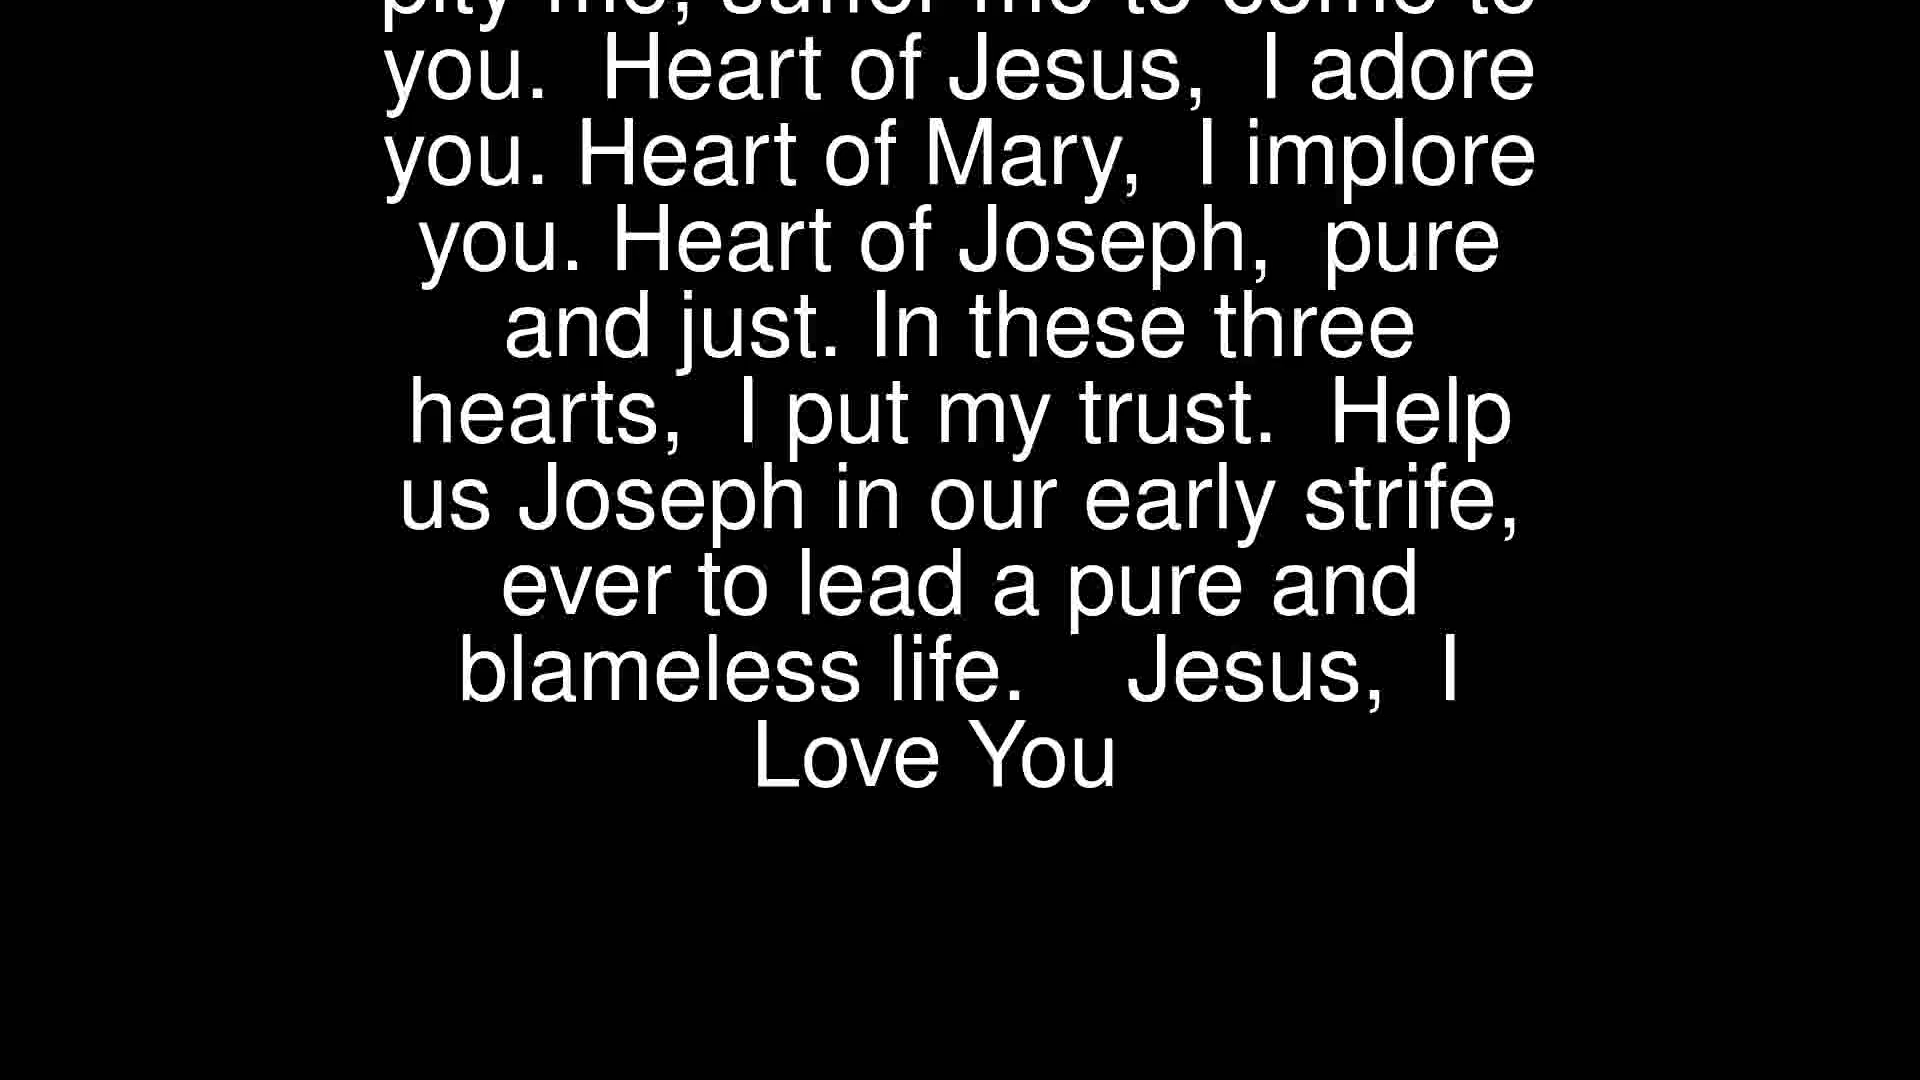 pity me, suffer me to come to
you.  Heart of Jesus,  I adore
you. Heart of Mary,  I implore
you. Heart of Joseph,  pure
and just. In these three
hearts,  I put my trust.  Help
us Joseph in our early strife,
ever to lead a pure and
blameless life.    Jesus,  I
Love You